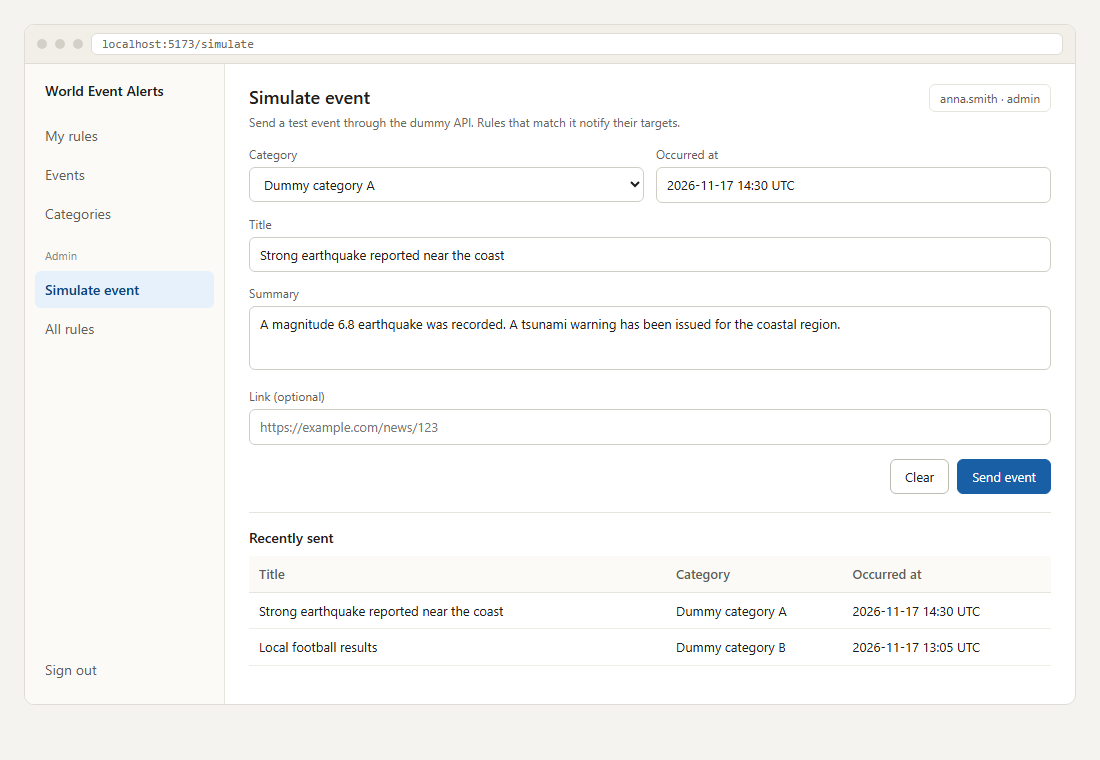 localhost:5173/simulate
World Event Alerts
My rules
Events
Categories
Admin
Simulate event
All rules
Sign out
Simulate event
anna.smith · admin
Send a test event through the dummy API. Rules that match it notify their targets.
Category
Occurred at
Dummy category A
2026-11-17 14:30 UTC
Title
Strong earthquake reported near the coast
Summary
A magnitude 6.8 earthquake was recorded. A tsunami warning has been issued for the coastal region.
Link (optional)
https://example.com/news/123
Clear
Send event
Recently sent
Title Category Occurred at
Strong earthquake reported near the coast Dummy category A 2026-11-17 14:30 UTC
Local football results Dummy category B 2026-11-17 13:05 UTC